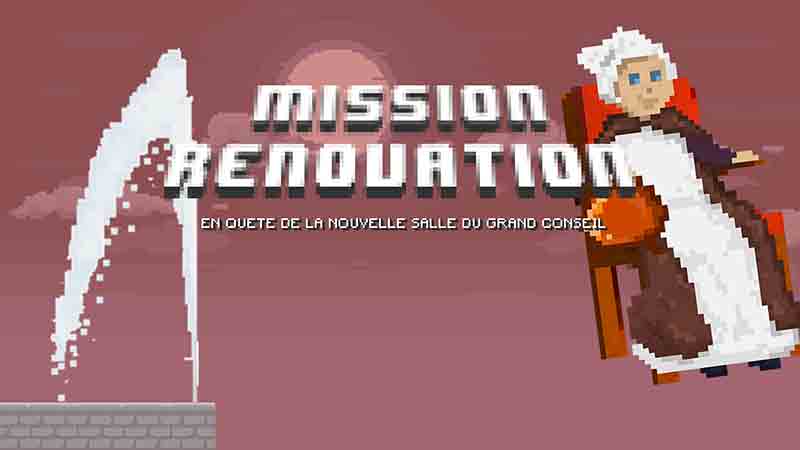 MISSION
RENOVATION
EN QUETE DE LA NOUVELLE SALLE DU GRAND CONSEIL